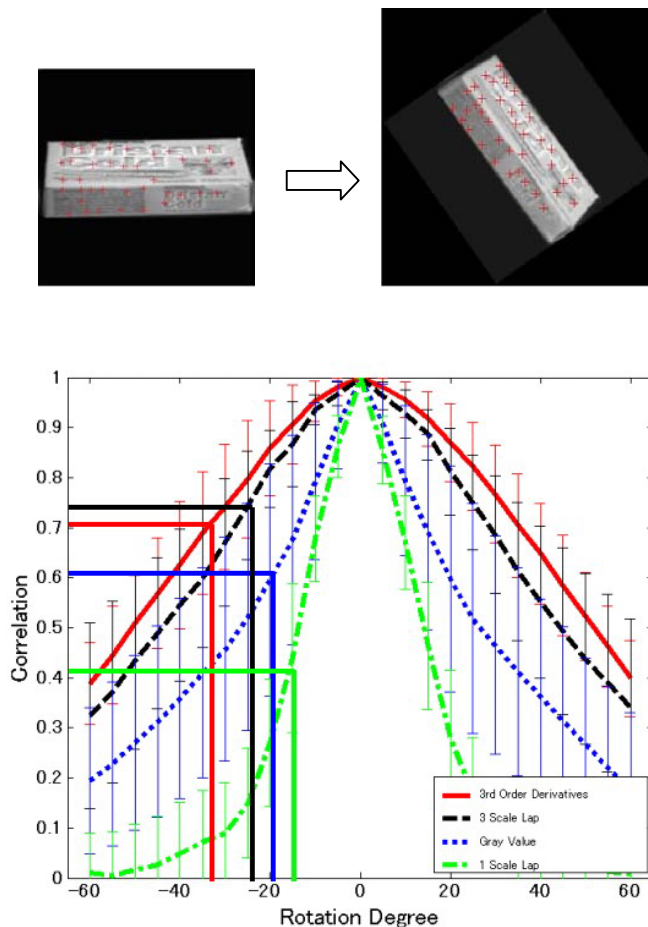 1
0.9
0.8
0.7
0.6
0.5
0.4
0.3
0.2
0.1
0
Correlation
-60 -40 -20 0 20 40 60
Rotation Degree
3rd Order Derivatives
3 Scale Lap
Gray Value
1 Scale Lap